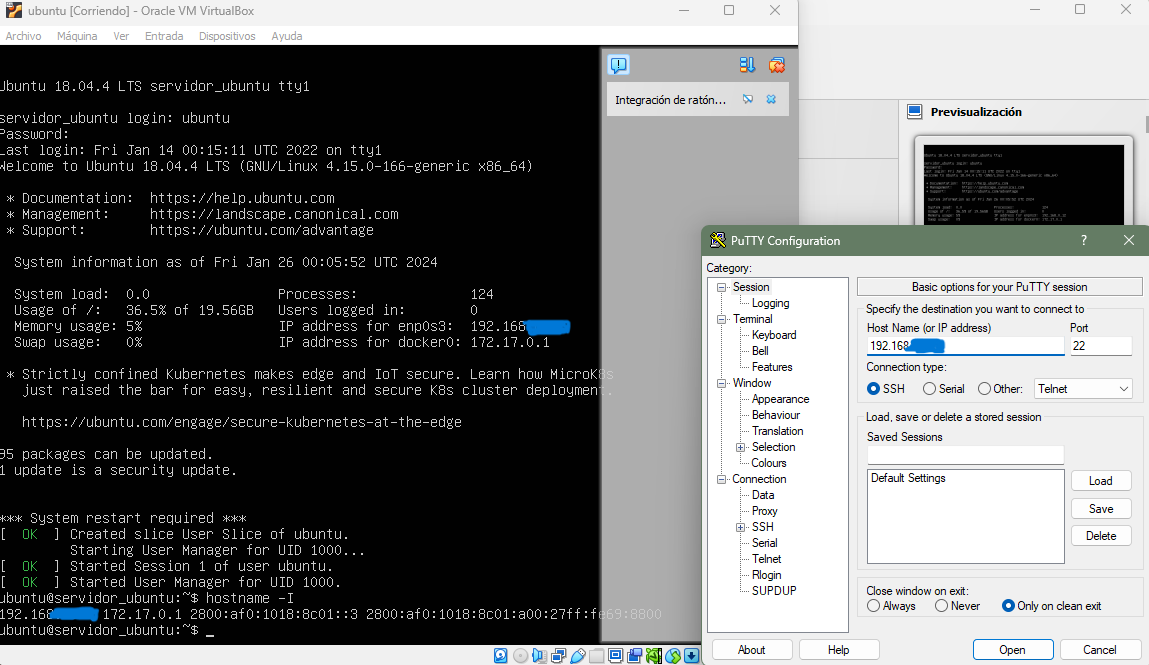 ubuntu [Corriendo] - Oracle VM VirtualBox
Archivo Máquina Ver Entrada Dispositivos Ayuda
Ubuntu 18.04.4 LTS servidor_ubuntu tty1
servidor_ubuntu login: ubuntu
Password:
Last login: Fri Jan 14 00:15:11 UTC 2022 on tty1
Welcome to Ubuntu 18.04.4 LTS (GNU/Linux 4.15.0-166-generic x86_64)
* Documentation: https://help.ubuntu.com
* Management: https://landscape.canonical.com
* Support: https://ubuntu.com/advantage
System information as of Fri Jan 26 00:05:52 UTC 2024
System load: 0.0 Processes: 124
Usage of /: 36.5% of 19.56GB Users logged in: 0
Memory usage: 5% IP address for enp0s3: 192.168
Swap usage: 0% IP address for docker0: 172.17.0.1
* Strictly confined Kubernetes makes edge and IoT secure. Learn how MicroK8s
just raised the bar for easy, resilient and secure K8s cluster deployment.
https://ubuntu.com/engage/secure-kubernetes-at-the-edge
95 packages can be updated.
1 update is a security update.
*** System restart required ***
[ OK ] Created slice User Slice of ubuntu.
Starting User Manager for UID 1000...
[ OK ] Started Session 1 of user ubuntu.
[ OK ] Started User Manager for UID 1000.
ubuntu@servidor_ubuntu:~$ hostname -I
192.168 172.17.0.1 2800:af0:1018:8c01::3 2800:af0:1018:8c01:a00:27ff:fe69:8800
ubuntu@servidor_ubuntu:~$ _
Integración de ratón...
Previsualización
PuTTY Configuration
?
Category:
Session
Logging
Terminal
Keyboard
Bell
Features
Window
Appearance
Behaviour
Translation
Selection
Colours
Connection
Data
Proxy
SSH
Serial
Telnet
Rlogin
SUPDUP
Basic options for your PuTTY session
Specify the destination you want to connect to
Host Name (or IP address) Port
192.168 22
Connection type:
SSH Serial Other: Telnet
Load, save or delete a stored session
Saved Sessions
Default Settings
Load
Save
Delete
Close window on exit:
Always Never Only on clean exit
About Help Open Cancel